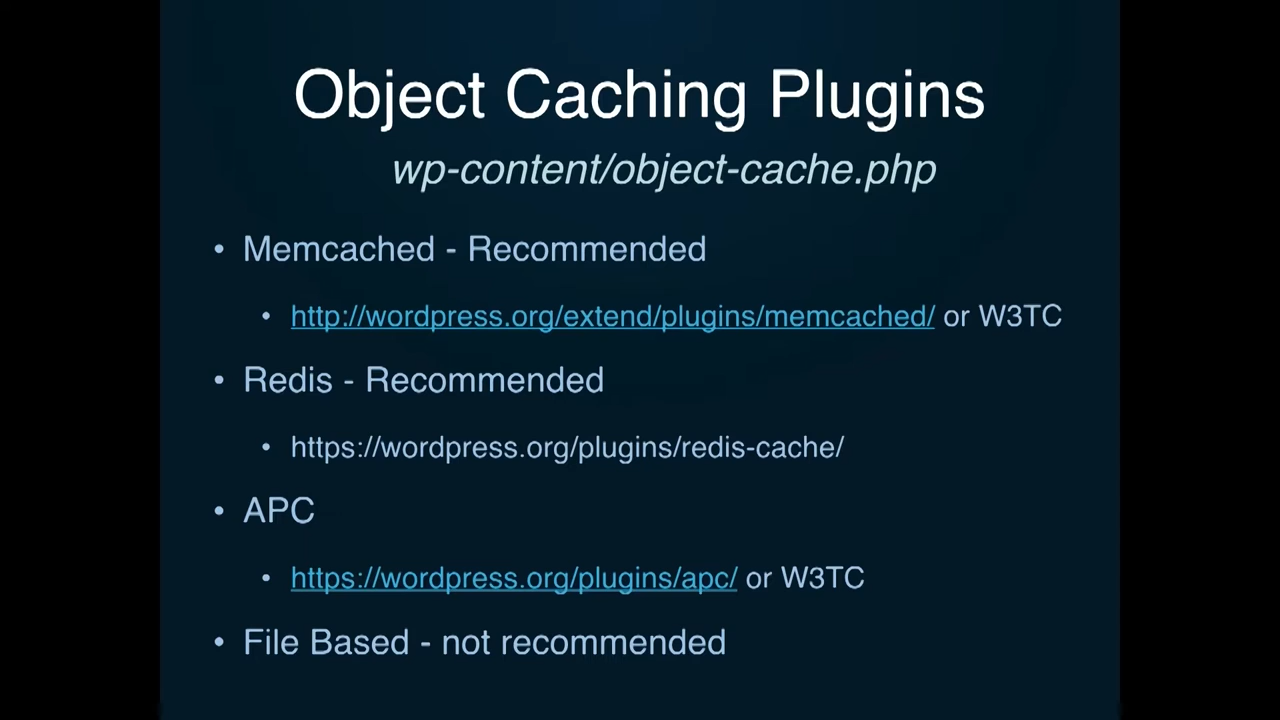 Object Caching Plugins
wp-content/object-cache.php
• Memcached - Recommended
• http://wordpress.org/extend/plugins/memcached/ or W3TC
• Redis - Recommended
• https://wordpress.org/plugins/redis-cache/
• APC
• https://wordpress.org/plugins/apc/ or W3TC
• File Based - not recommended